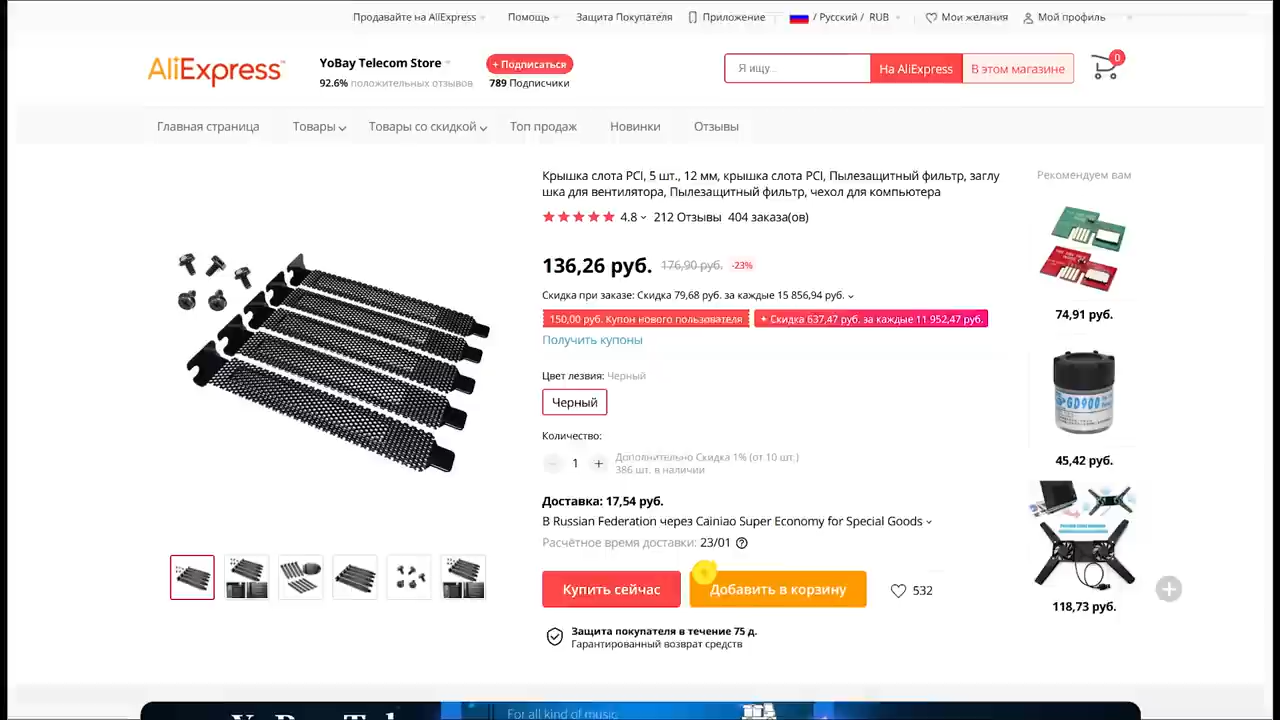 Продавайте на AliExpress
Помощь
Защита Покупателя
Приложение
/ Русский / RUB
Мои желания
Мой профиль
AliExpress
YoBay Telecom Store
92.6% положительных отзывов
+ Подписаться
789 Подписчики
Я ищу...
На AliExpress
В этом магазине
0
Главная страница
Товары
Товары со скидкой
Топ продаж
Новинки
Отзывы
Крышка слота PCI, 5 шт., 12 мм, крышка слота PCI, Пылезащитный фильтр, заглу
шка для вентилятора, Пылезащитный фильтр, чехол для компьютера
4.8 212 Отзывы 404 заказа(ов)
136,26 руб. 176,90 руб. -23%
Скидка при заказе: Скидка 79,68 руб. за каждые 15 856,94 руб.
150,00 руб. Купон нового пользователя
+ Скидка 637,47 руб. за каждые 11 952,47 руб.
Получить купоны
Цвет лезвия: Черный
Черный
Количество:
1
Дополнительно Скидка 1% (от 10 шт.)
386 шт. в наличии
Доставка: 17,54 руб.
В Russian Federation через Cainiao Super Economy for Special Goods
Расчётное время доставки: 23/01
Купить сейчас
Добавить в корзину
532
Защита покупателя в течение 75 д.
Гарантированный возврат средств
Рекомендуем вам
74,91 руб.
GD900
45,42 руб.
118,73 руб.
For all kind of music